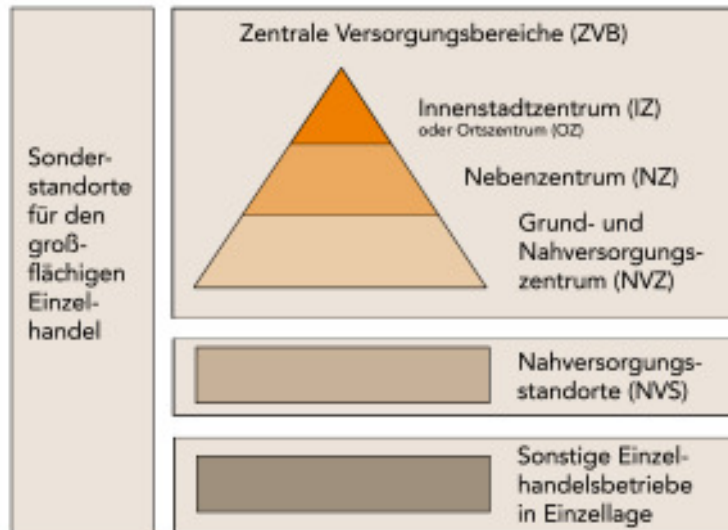 Zentrale Versorgungsbereiche (ZVB)
Innenstadtzentrum (IZ)
oder Ortszentrum (OZ)
Nebenzentrum (NZ)
Grund- und
Nahversorgungs-
zentrum (NVZ)
Sonder-
standorte
für den
groß-
flächigen
Einzel-
handel
Nahversorgungs-
standorte (NVS)
Sonstige Einzel-
handelsbetriebe
in Einzellage